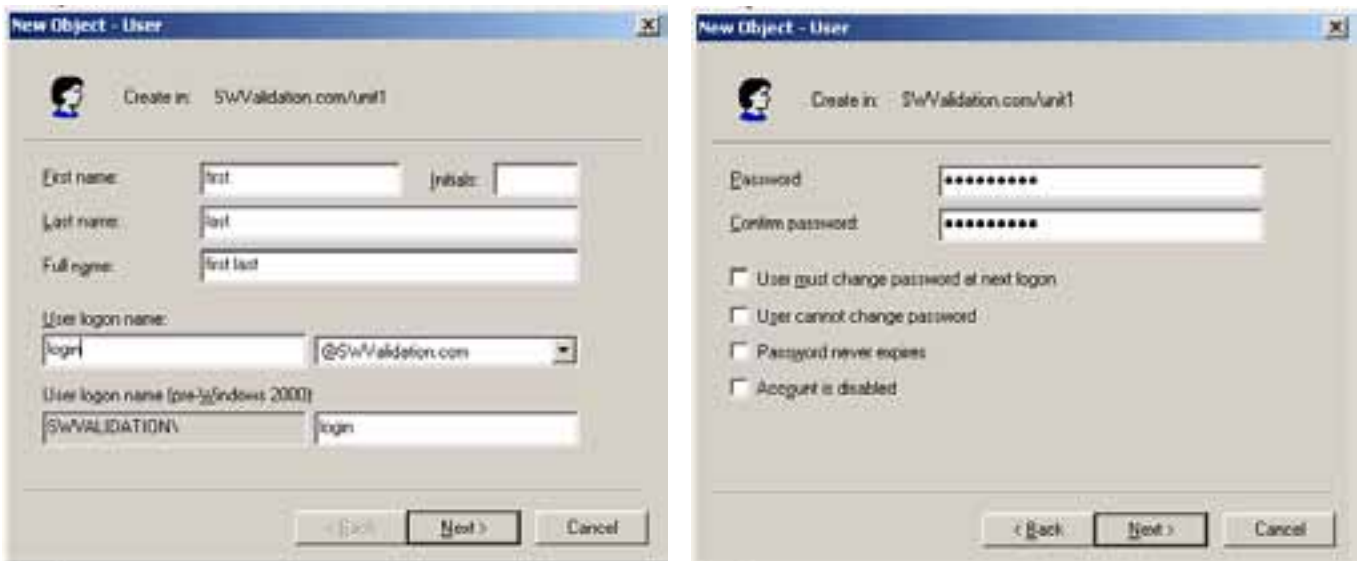 New Object - User
Create in: SWValidation.com/unit1
First name: first Initials:
Last name: last
Full name: first last
User logon name:
login @SWValidation.com
User logon name (pre-Windows 2000):
SWVALIDATION\ login
< Back Next > Cancel
New Object - User
Create in: SWValidation.com/unit1
Password: •••••••••
Confirm password: •••••••••
User must change password at next logon
User cannot change password
Password never expires
Account is disabled
< Back Next > Cancel